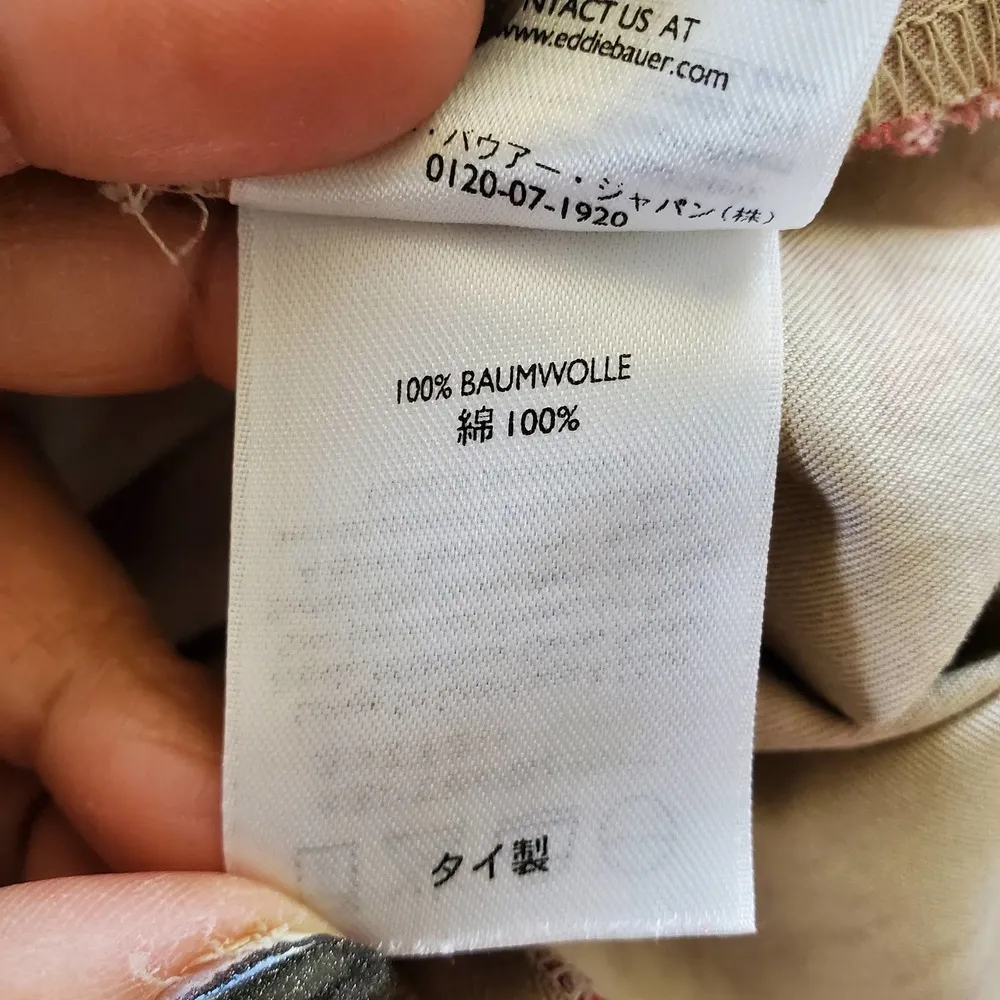 NTACT US AT
www.eddiebauer.com
・バウアー・ジャパン(株)
0120-07-1920
100% BAUMWOLLE
綿 100%
タイ製